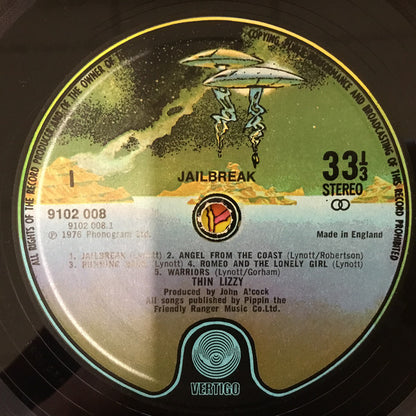 ALL RIGHTS OF THE RECORD PRODUCER AND OF THE OWNER OF
COPYING PERFORMANCE AND BROADCASTING OF THIS RECORD PROHIBITED
JAILBREAK
1
33⅓
STEREO
9102 008
9102 008.1
℗ 1976 Phonogram Ltd.
Made in England
1. JAILBREAK (Lynott) 2. ANGEL FROM THE COAST (Lynott/Robertson)
3. RUNNING (Lynott) 4. ROMEO AND THE LONELY GIRL (Lynott)
5. WARRIORS (Lynott/Gorham)
THIN LIZZY
Produced by John A'cock
All songs published by Pippin the
Friendly Ranger Music Co.Ltd.
VERTIGO